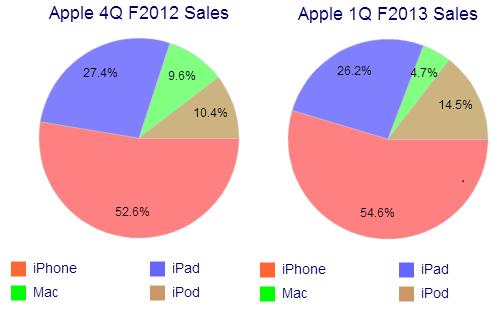 Apple 4Q F2012 Sales
27.4%
9.6%
10.4%
52.6%
iPhone
iPad
Mac
iPod
Apple 1Q F2013 Sales
26.2%
4.7%
14.5%
54.6%
iPhone
iPad
Mac
iPod